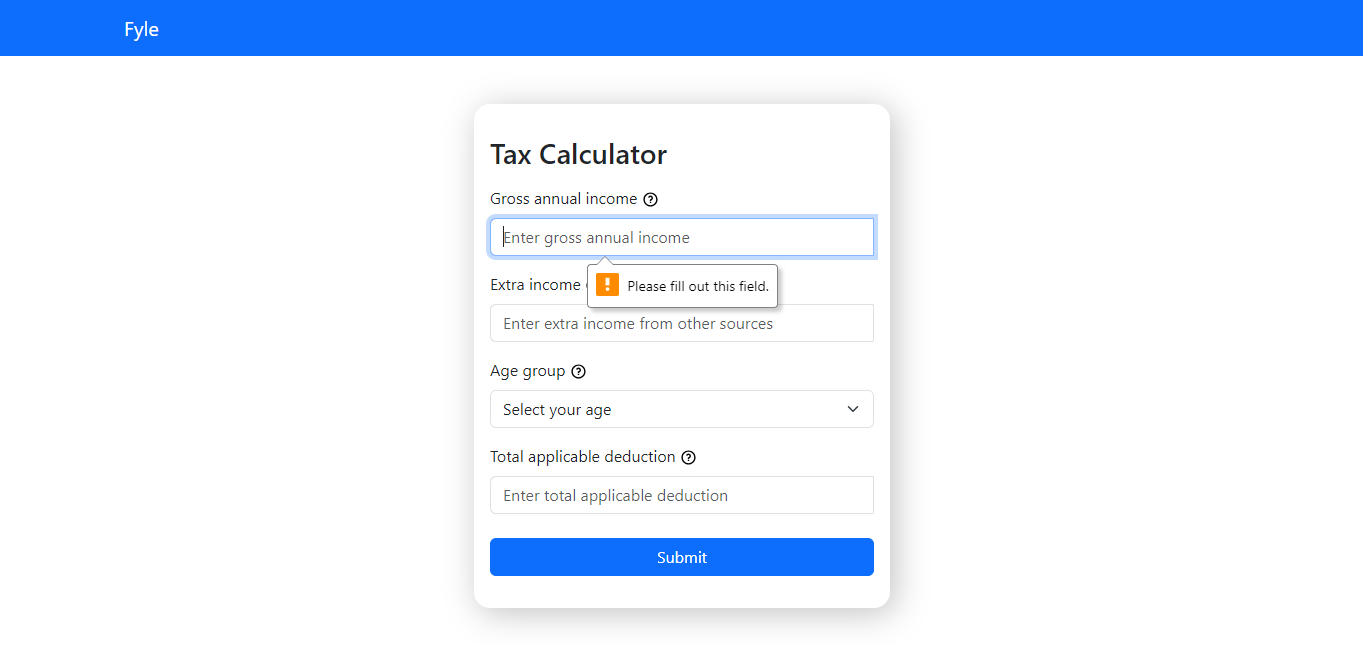 Fyle
Tax Calculator
Gross annual income
Enter gross annual income
Please fill out this field.
Extra income
Enter extra income from other sources
Age group
Select your age
Total applicable deduction
Enter total applicable deduction
Submit